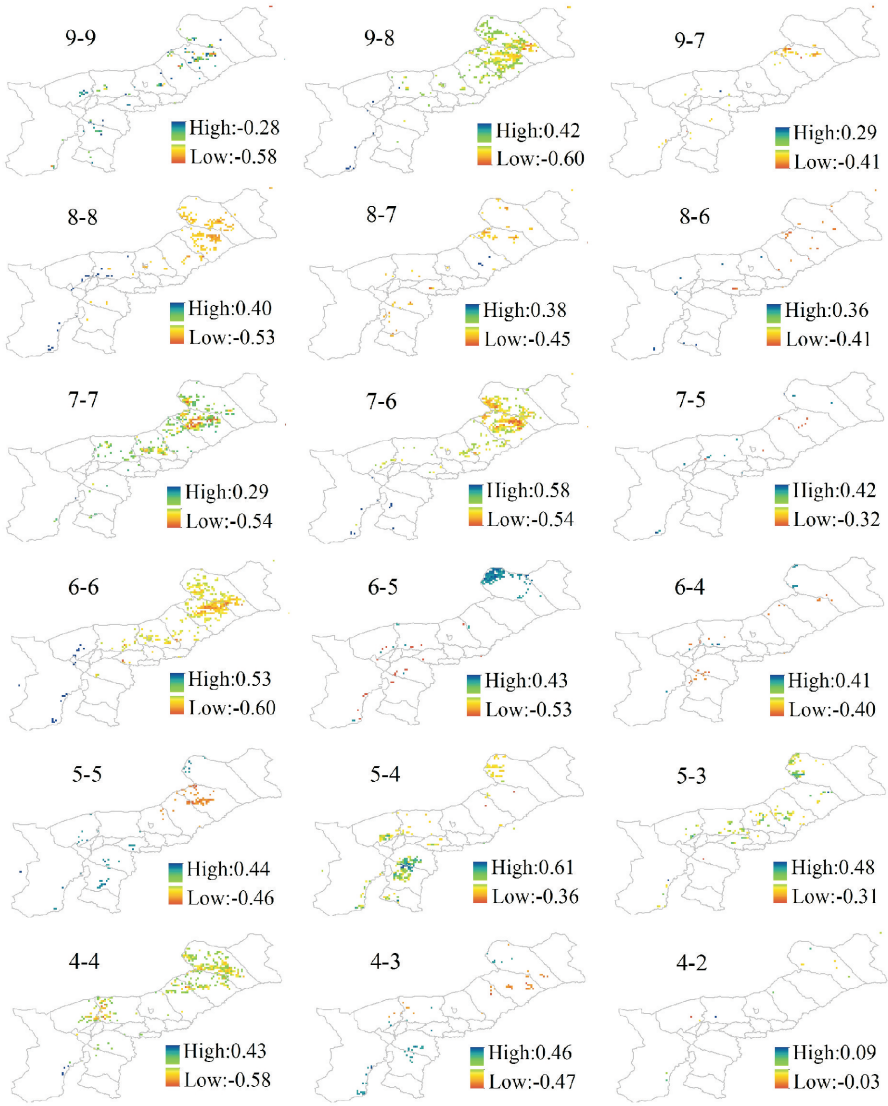 9-9
High:-0.28
Low:-0.58
9-8
High:0.42
Low:-0.60
9-7
High:0.29
Low:-0.41
8-8
High:0.40
Low:-0.53
8-7
High:0.38
Low:-0.45
8-6
High:0.36
Low:-0.41
7-7
High:0.29
Low:-0.54
7-6
High:0.58
Low:-0.54
7-5
High:0.42
Low:-0.32
6-6
High:0.53
Low:-0.60
6-5
High:0.43
Low:-0.53
6-4
High:0.41
Low:-0.40
5-5
High:0.44
Low:-0.46
5-4
High:0.61
Low:-0.36
5-3
High:0.48
Low:-0.31
4-4
High:0.43
Low:-0.58
4-3
High:0.46
Low:-0.47
4-2
High:0.09
Low:-0.03